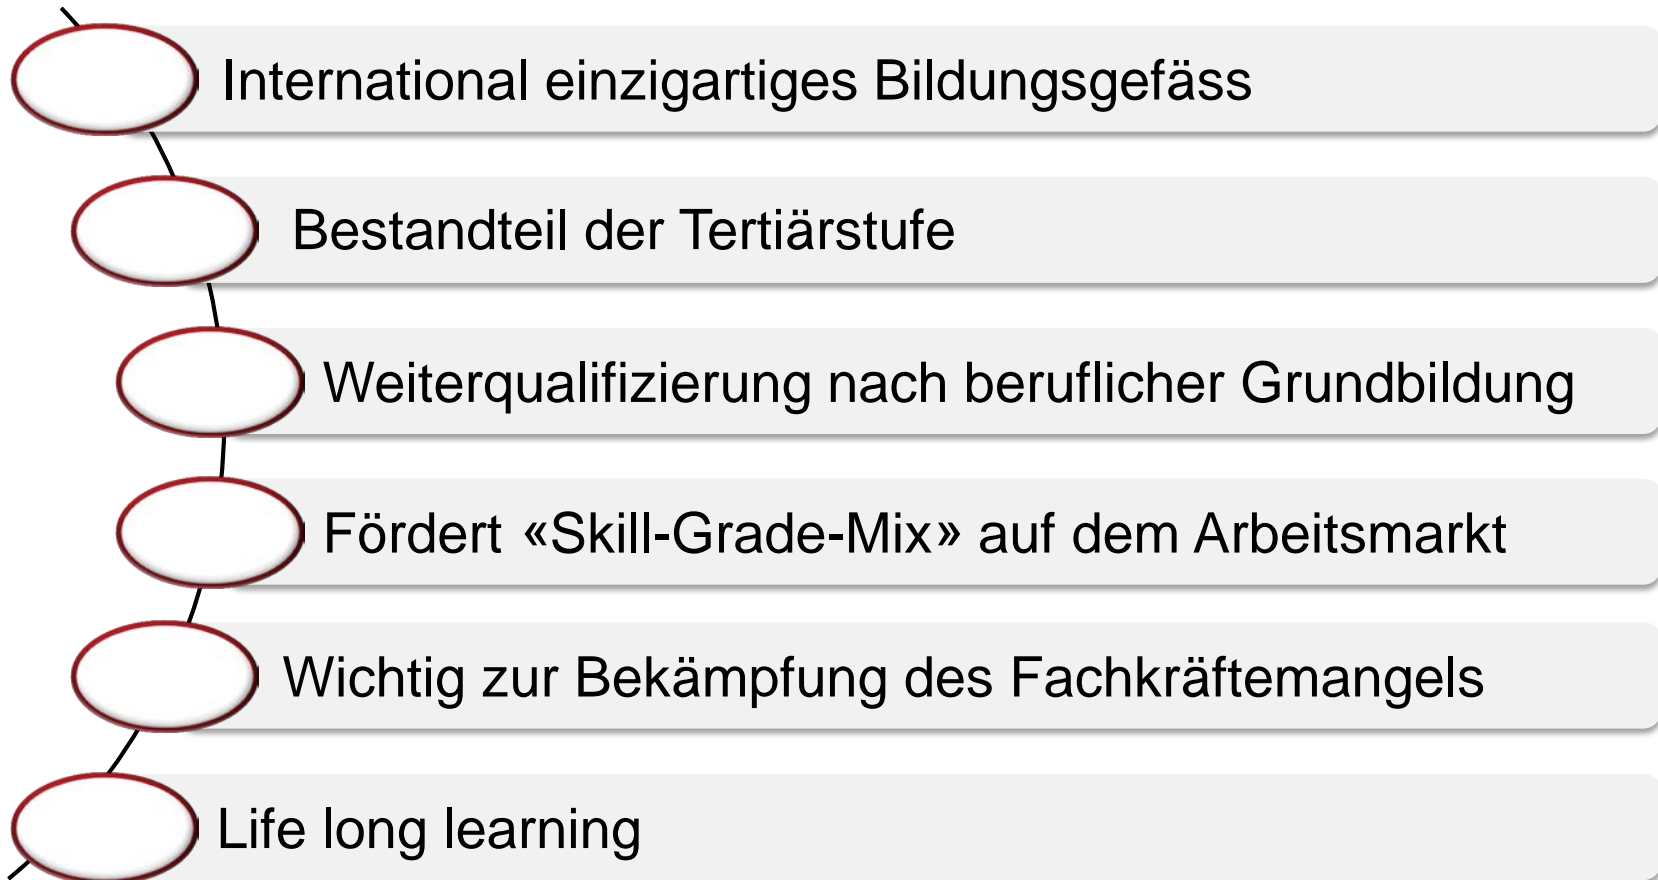 International einzigartiges Bildungsgefäss
Bestandteil der Tertiärstufe
Weiterqualifizierung nach beruflicher Grundbildung
Fördert «Skill-Grade-Mix» auf dem Arbeitsmarkt
Wichtig zur Bekämpfung des Fachkräftemangels
Life long learning